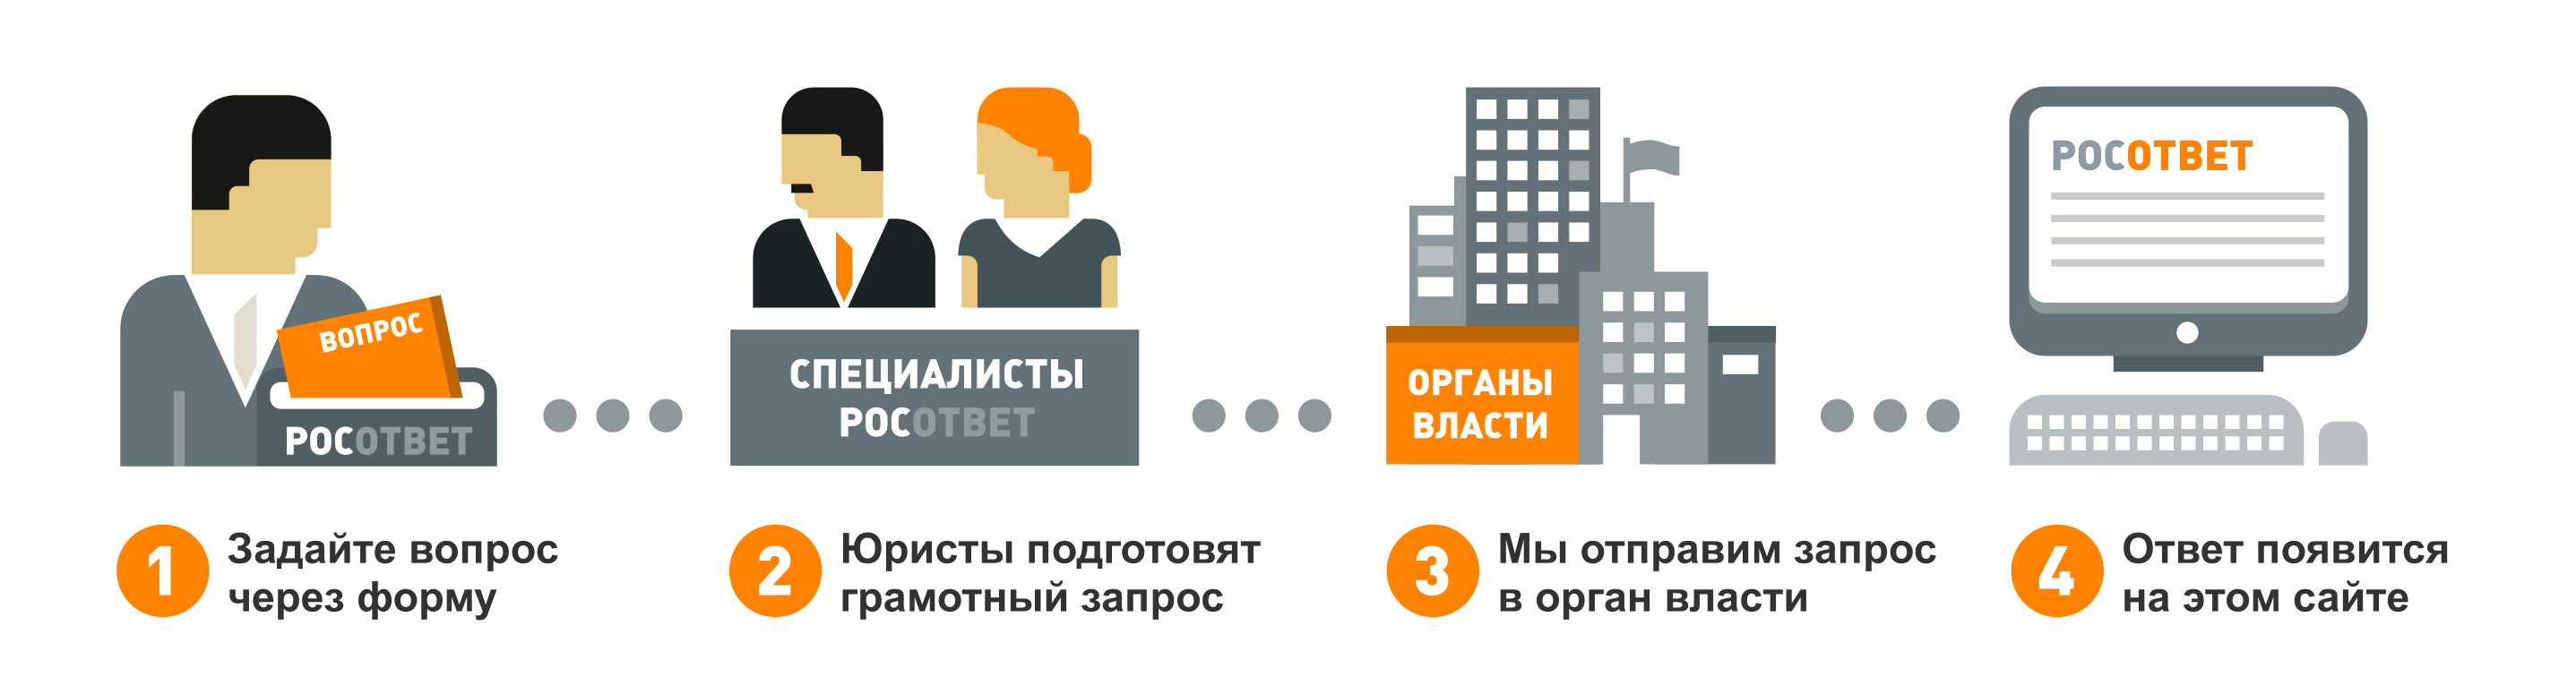 ВОПРОС
РОСОТВЕТ
СПЕЦИАЛИСТЫ
РОСОТВЕТ
ОРГАНЫ
ВЛАСТИ
РОСОТВЕТ
1
Задайте вопрос
через форму
2
Юристы подготовят
грамотный запрос
3
Мы отправим запрос
в орган власти
4
Ответ появится
на этом сайте